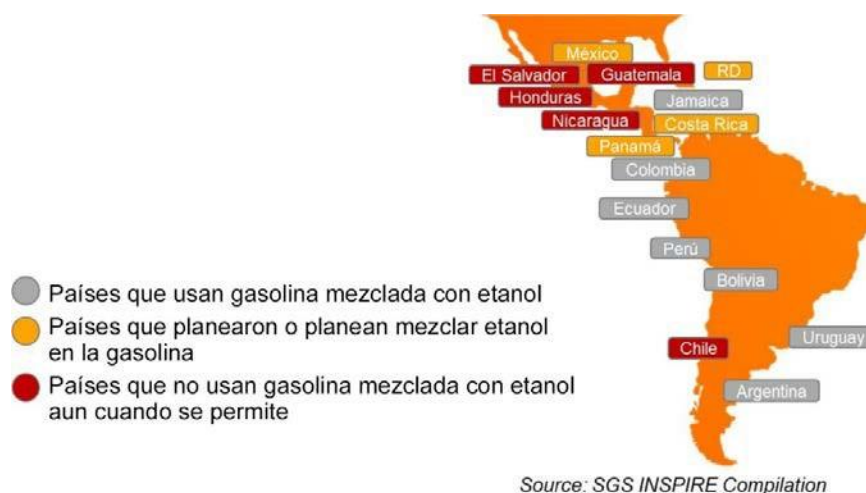 México
El Salvador
Guatemala
RD
Honduras
Jamaica
Nicaragua
Costa Rica
Panamá
Colombia
Ecuador
Perú
Bolivia
Uruguay
Chile
Argentina
Países que usan gasolina mezclada con etanol
Países que planearon o planean mezclar etanol
en la gasolina
Países que no usan gasolina mezclada con etanol
aun cuando se permite
Source: SGS INSPIRE Compilation